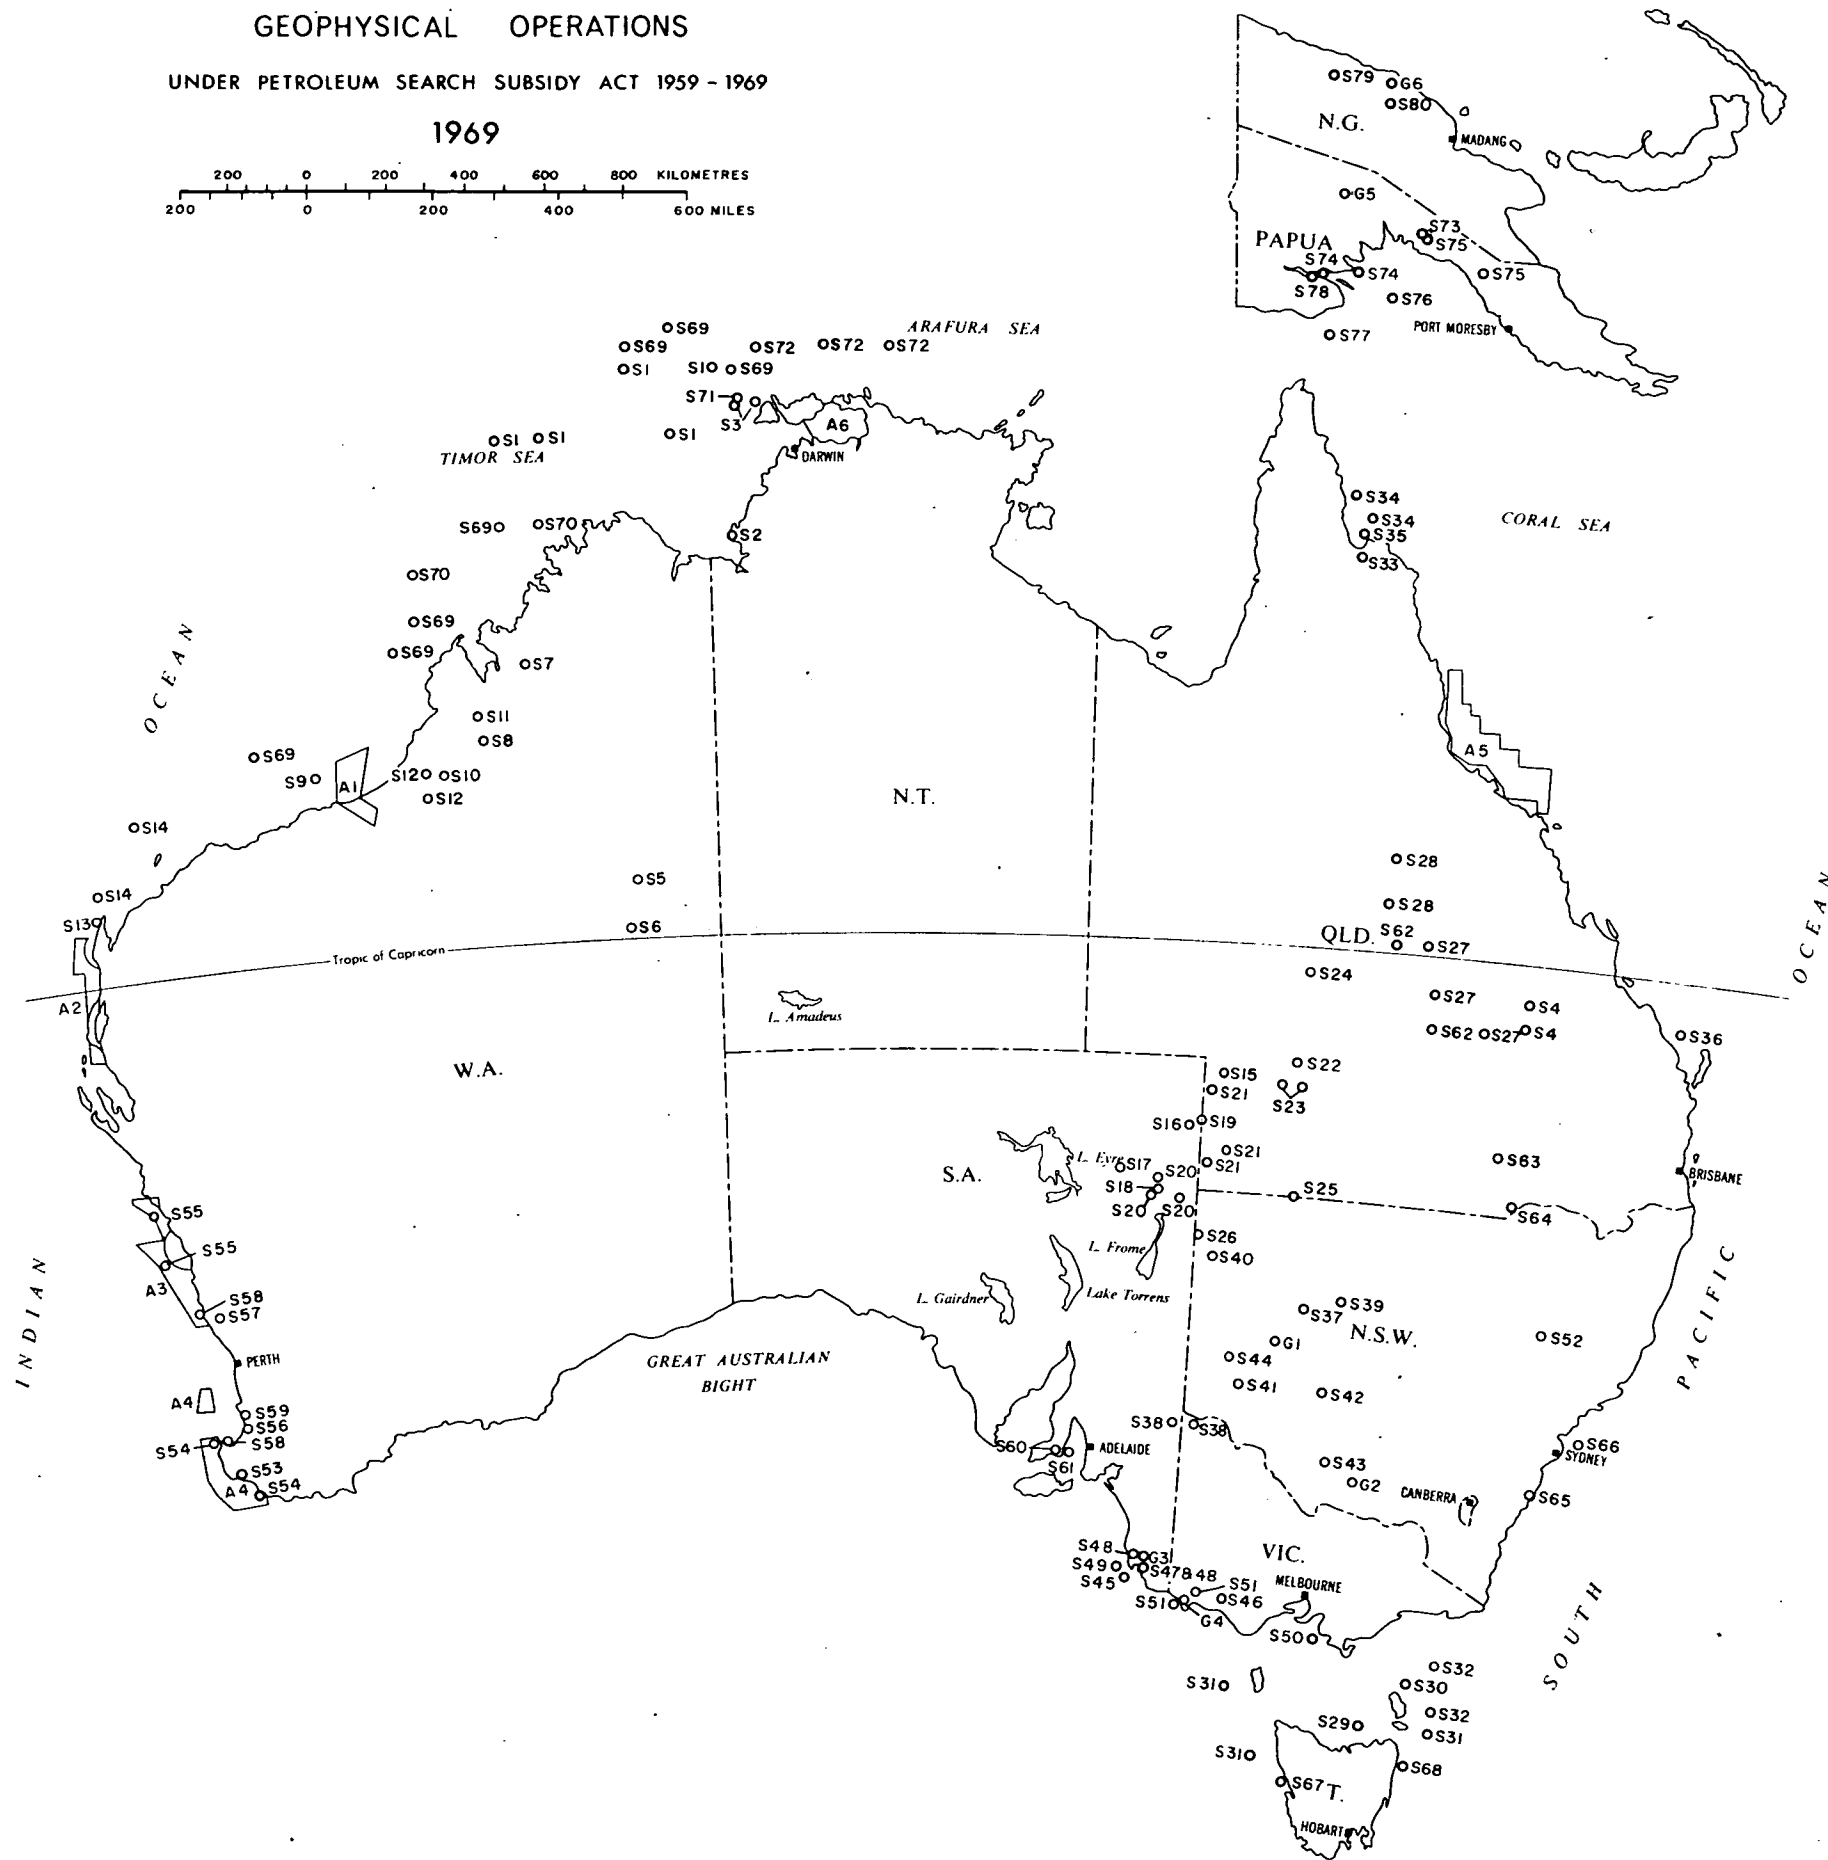 GEOPHYSICAL OPERATIONS
UNDER PETROLEUM SEARCH SUBSIDY ACT 1959 - 1969
1969
200 0 200 400 600 800 KILOMETRES
200 0 200 400 600 MILES
S79
G6
S80
N.G.
MADANG
G5
S73
S75
PAPUA
S74
S74
S75
S78
S76
S77
PORT MORESBY
ARAFURA SEA
S69
S69
S72
S72
S72
S1
S10
S69
S71
S3
A6
S1
S1
S1
TIMOR SEA
DARWIN
S34
S34
S35
S33
CORAL SEA
S69
S70
S2
S70
S69
S69
S7
OCEAN
S11
S8
S69
S9
A1
S12
S10
S12
A5
N.T.
S14
S28
S5
S14
S28
S13
S6
S62
QLD.
S27
Tropic of Capricorn
S24
OCEAN
A2
S27
S4
L. Amadeus
S62
S27
S4
S36
W.A.
S22
S15
S21
S23
S16
S19
S21
L. Eyre
S17
S21
S63
S.A.
S20
BRISBANE
S18
S25
S20
S20
S64
S55
S26
L. Frome
S40
S55
A3
L. Gairdner
Lake Torrens
S58
S57
S39
S37
N.S.W.
S52
G1
PERTH
GREAT AUSTRALIAN
BIGHT
S44
INDIAN
PACIFIC
A4
S41
S42
S59
S56
S58
S54
S38
S38
S60
ADELAIDE
S61
S66
SYDNEY
S53
A4
S54
S43
G2
CANBERRA
S65
S48
G3
S49
S47&48
S45
VIC.
MELBOURNE
S51
S51
S46
G4
S50
SOUTH
S32
S31
S30
S32
S29
S31
S31
S68
S67
T.
HOBART